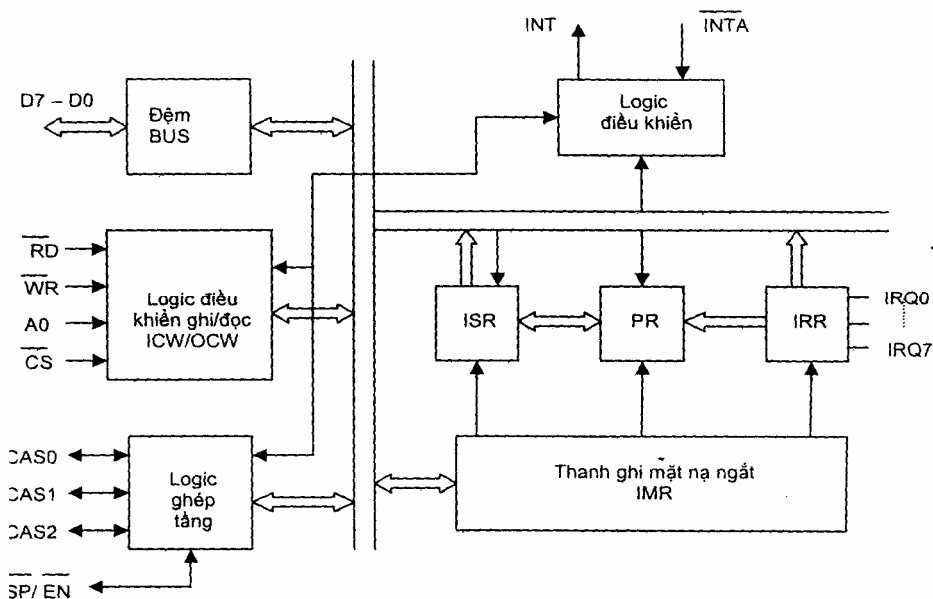 INT
INTA
D7 – D0
Đệm
BUS
Logic
điều khiển
RD
WR
A0
CS
Logic điều
khiển ghi/đọc
ICW/OCW
ISR
PR
IRR
IRQ0
IRQ7
CAS0
CAS1
CAS2
Logic
ghép
tầng
Thanh ghi mặt nạ ngắt
IMR
SP/ EN